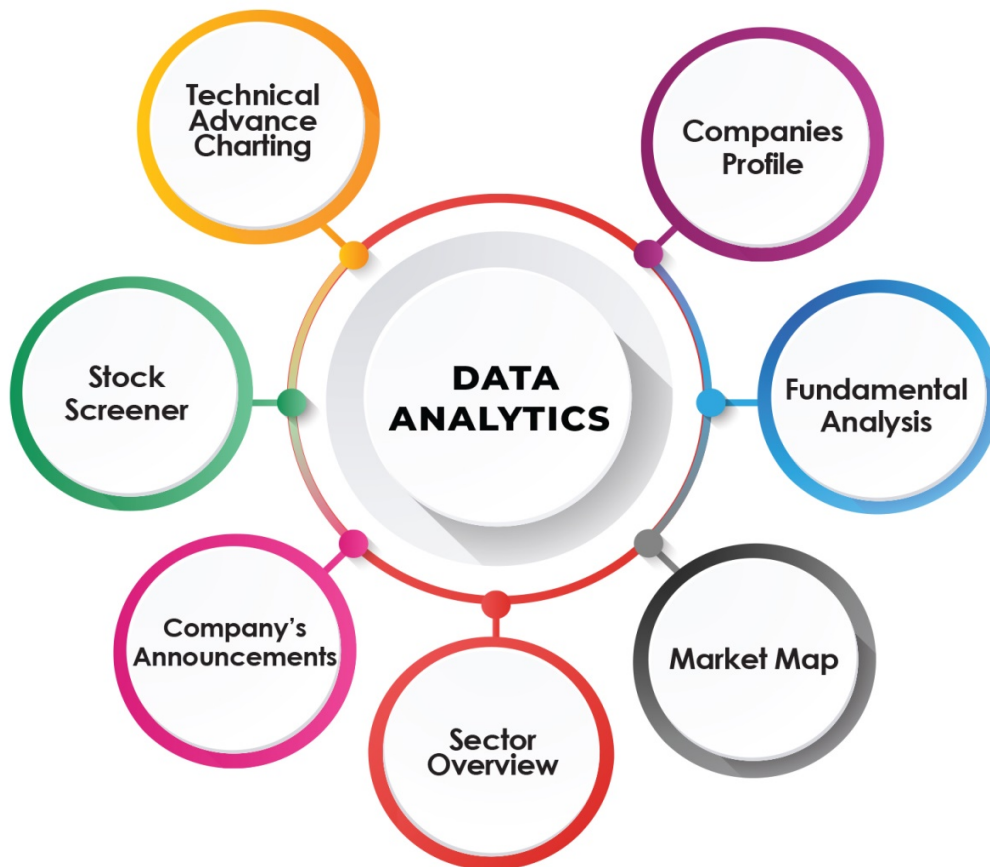 Technical
Advance
Charting
Companies
Profile
Stock
Screener
DATA
ANALYTICS
Fundamental
Analysis
Company’s
Announcements
Market Map
Sector
Overview